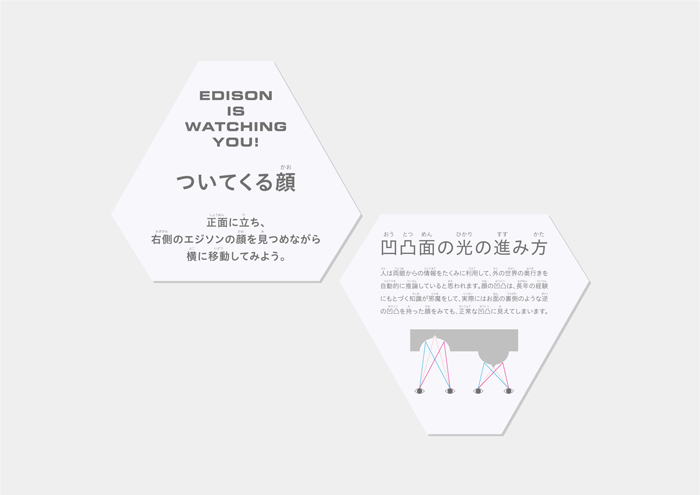 EDISON
IS
WATCHING
YOU!
ついてくる顔
正面に立ち、
右側のエジソンの顔を見つめながら
横に移動してみよう。
凹凸面の光の進み方
人は両眼からの情報をたくみに利用して、外の世界の奥行きを
自動的に推論していると思われます。顔の凹凸は、長年の経験
にもとづく知識が邪魔をして、実際にはお面の裏側のような逆
の凹凸を持った顔をみても、正常な凹凸に見えてしまいます。